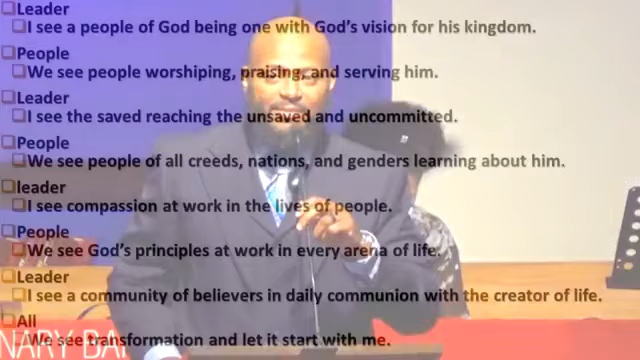 Leader
I see a people of God being one with God's vision for his kingdom.
People
We see people worshiping, praising, and serving him.
Leader
I see the saved reaching the unsaved and uncommitted.
People
We see people of all creeds, nations, and genders learning about him.
leader
I see compassion at work in the lives of people.
People
We see God's principles at work in every arena of life.
Leader
I see a community of believers in daily communion with the creator of life.
All
We see transformation and let it start with me.
NARY BA